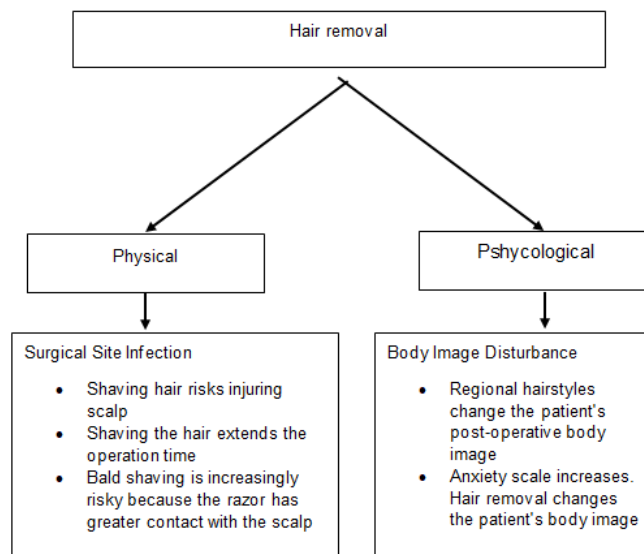 Hair removal
Physical
Pshycological
Surgical Site Infection
• Shaving hair risks injuring
scalp
• Shaving the hair extends the
operation time
• Bald shaving is increasingly
risky because the razor has
greater contact with the scalp
Body Image Disturbance
• Regional hairstyles
change the patient's
post-operative body
image
• Anxiety scale increases.
Hair removal changes
the patient's body image